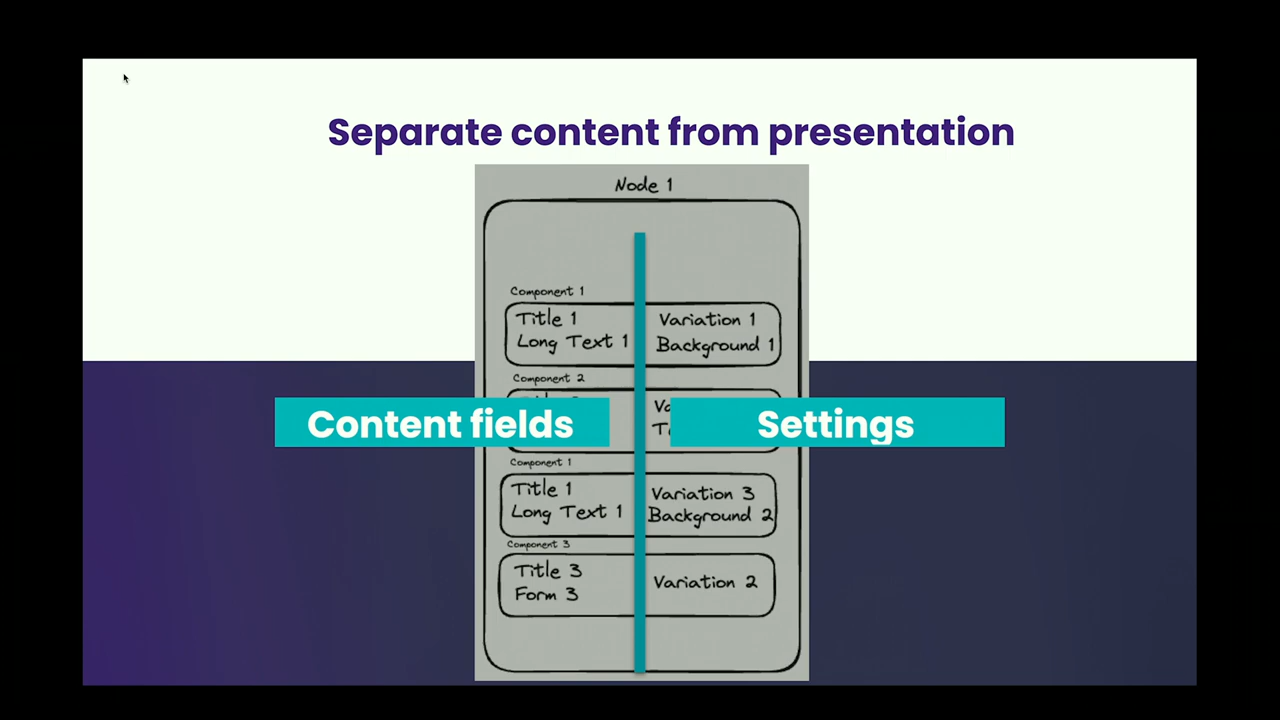 Separate content from presentation
Node 1
Component 1
Title 1
Long Text 1
Variation 1
Background 1
Component 2
Content fields
Settings
Component 1
Title 1
Long Text 1
Variation 3
Background 2
Component 3
Title 3
Form 3
Variation 2